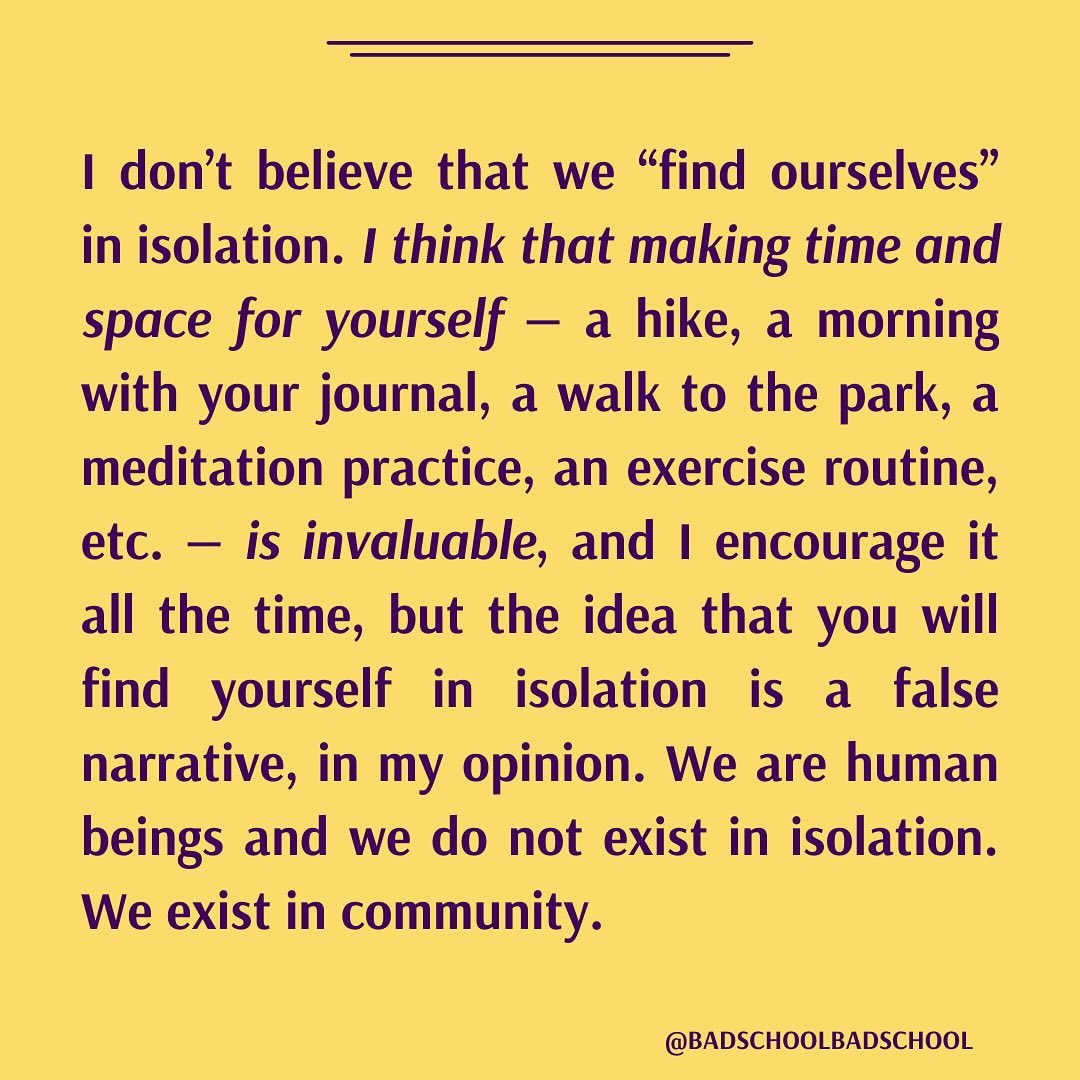 I don’t believe that we “find ourselves”
in isolation. I think that making time and
space for yourself — a hike, a morning
with your journal, a walk to the park, a
meditation practice, an exercise routine,
etc. — is invaluable, and I encourage it
all the time, but the idea that you will
find yourself in isolation is a false
narrative, in my opinion. We are human
beings and we do not exist in isolation.
We exist in community.
@BADSCHOOLBADSCHOOL